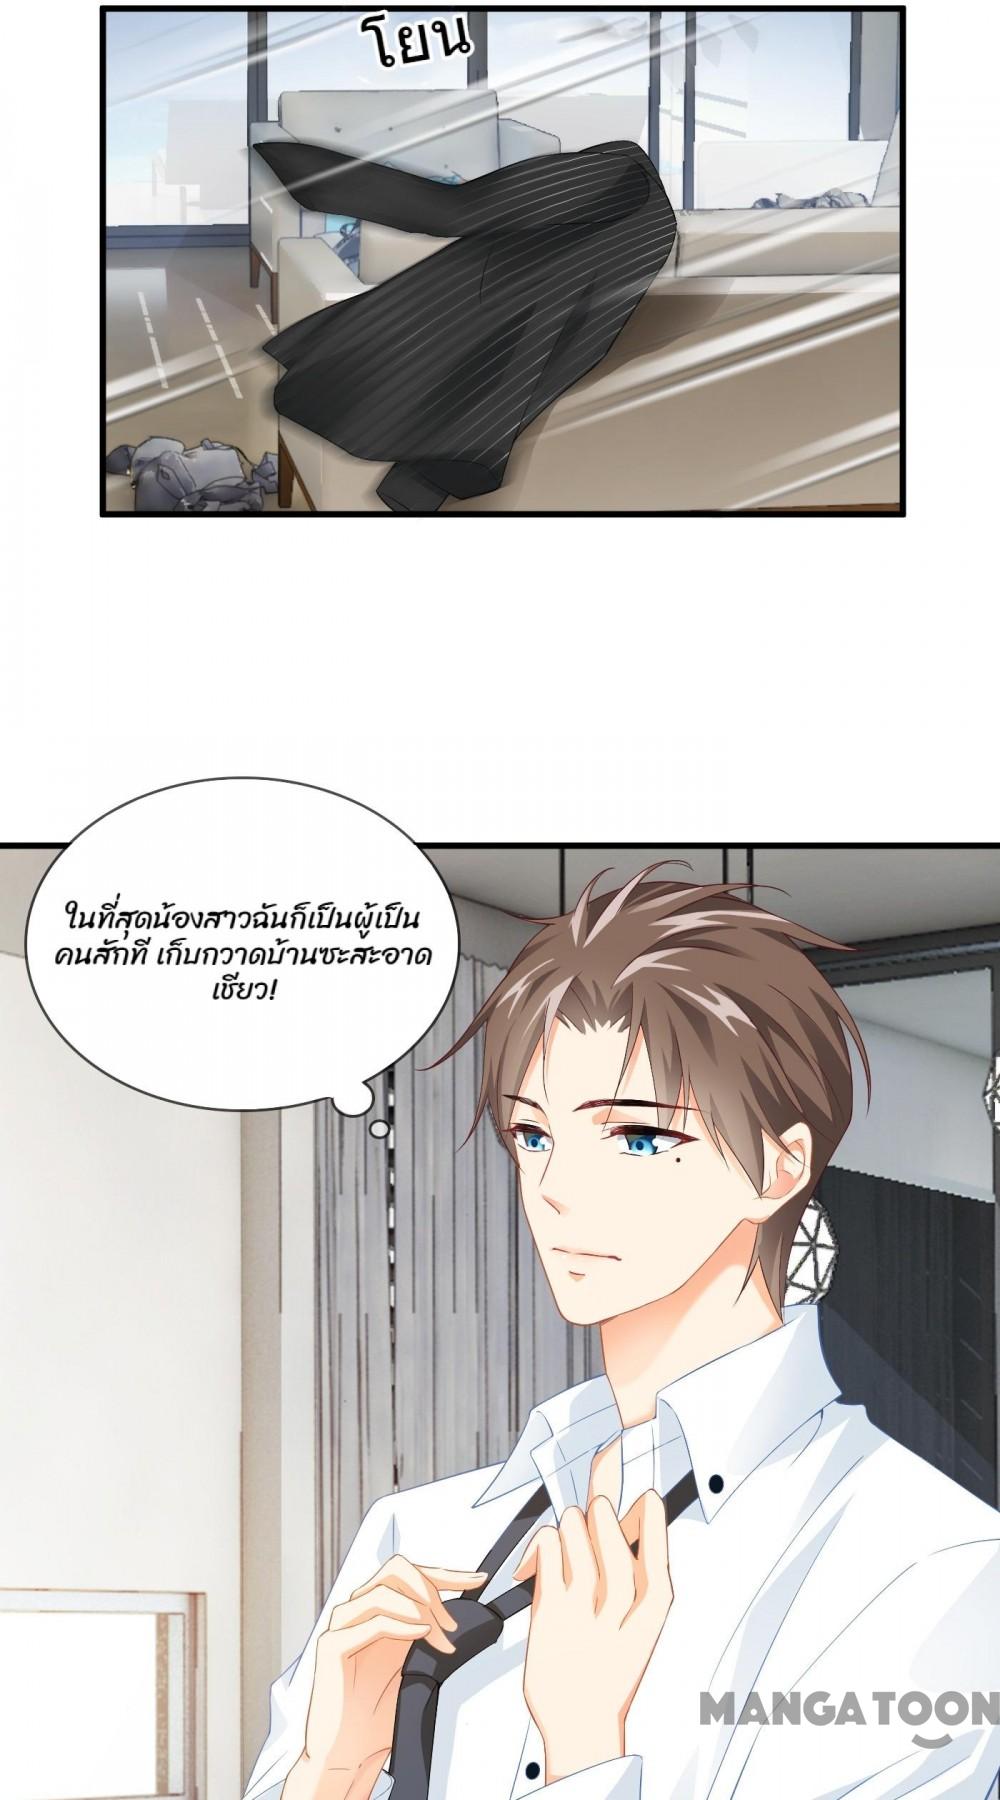 โยน
ในที่สุดน้องสาวฉันก็เป็นผู้เป็น
คนสักที เก็บกวาดบ้านซะสะอาด
เชียว!
MANGATOON